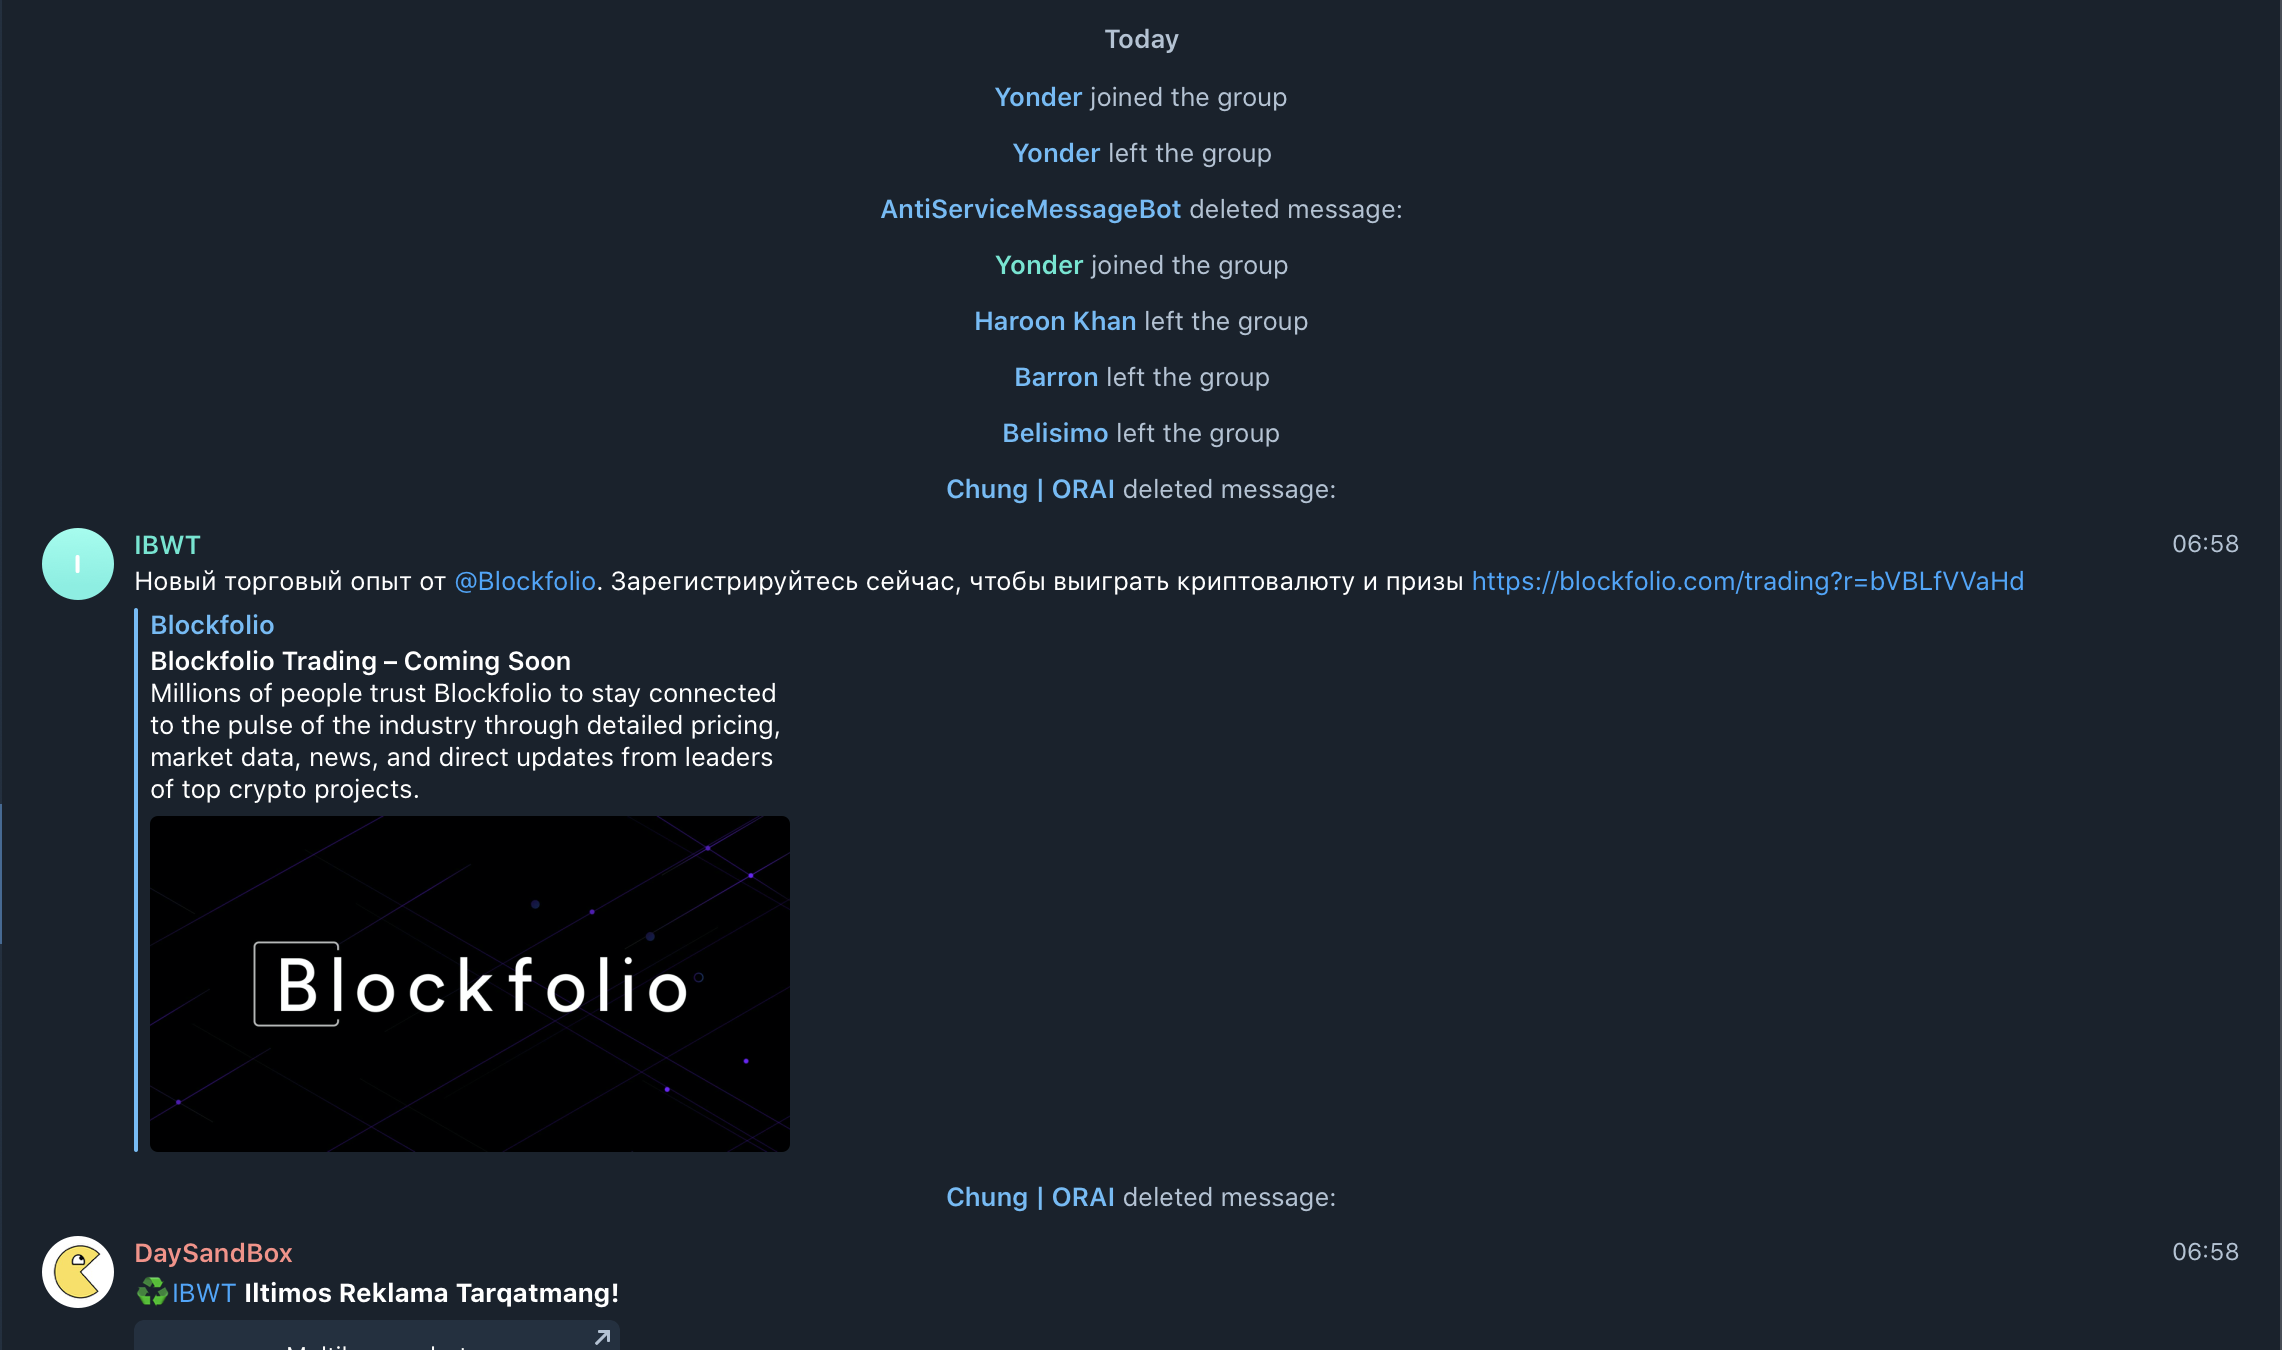 Today
Yonder joined the group
Yonder left the group
AntiServiceMessageBot deleted message:
Yonder joined the group
Haroon Khan left the group
Barron left the group
Belisimo left the group
Chung | ORAI deleted message:
I
IBWT
06:58
Новый торговый опыт от @Blockfolio. Зарегистрируйтесь сейчас, чтобы выиграть криптовалюту и призы https://blockfolio.com/trading?r=bVBLfVVaHd
Blockfolio
Blockfolio Trading – Coming Soon
Millions of people trust Blockfolio to stay connected
to the pulse of the industry through detailed pricing,
market data, news, and direct updates from leaders
of top crypto projects.
Blockfolio
Chung | ORAI deleted message:
DaySandBox
06:58
♻️IBWT Iltimos Reklama Tarqatmang!